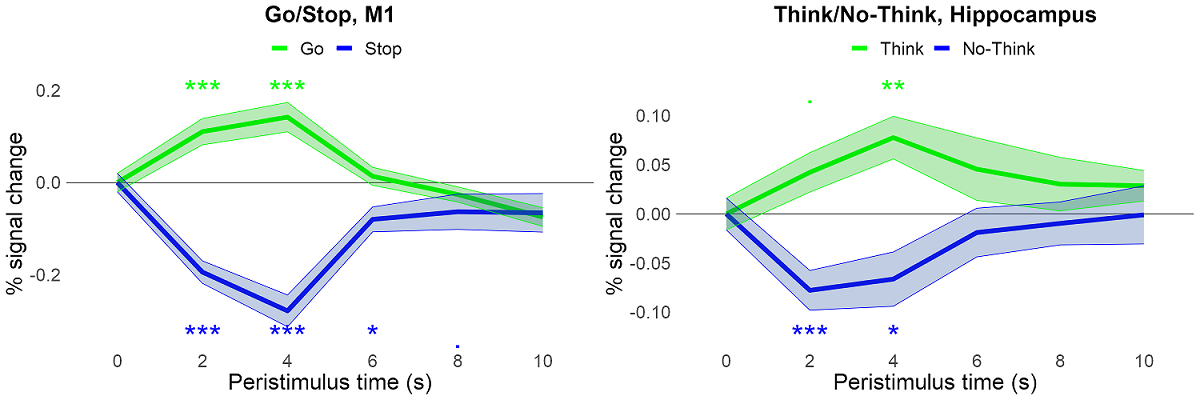 Go/Stop, M1
Go Stop
*** ***
0.2
0.0
-0.2
% signal change
*** *** * .
0 2 4 6 8 10
Peristimulus time (s)
Think/No-Think, Hippocampus
Think No-Think
. **
0.10
0.05
0.00
-0.05
-0.10
% signal change
*** *
0 2 4 6 8 10
Peristimulus time (s)